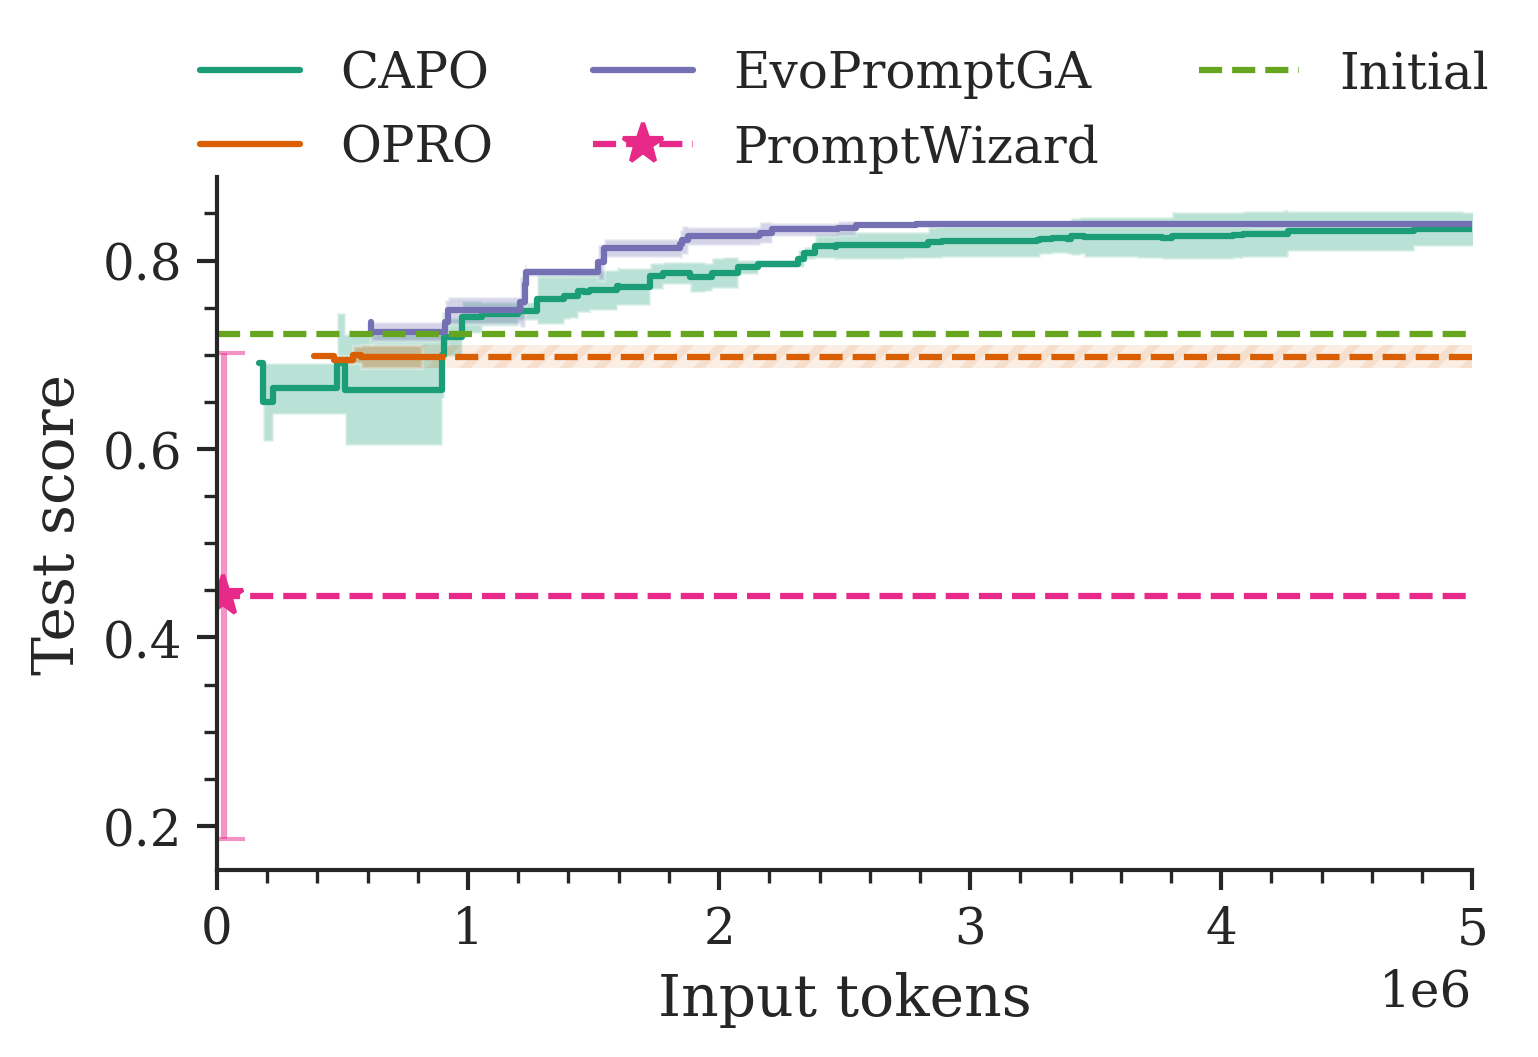 CAPO EvoPromptGA Initial
OPRO PromptWizard
0.8
0.6
0.4
0.2
Test score
0 1 2 3 4 5
Input tokens
1e6